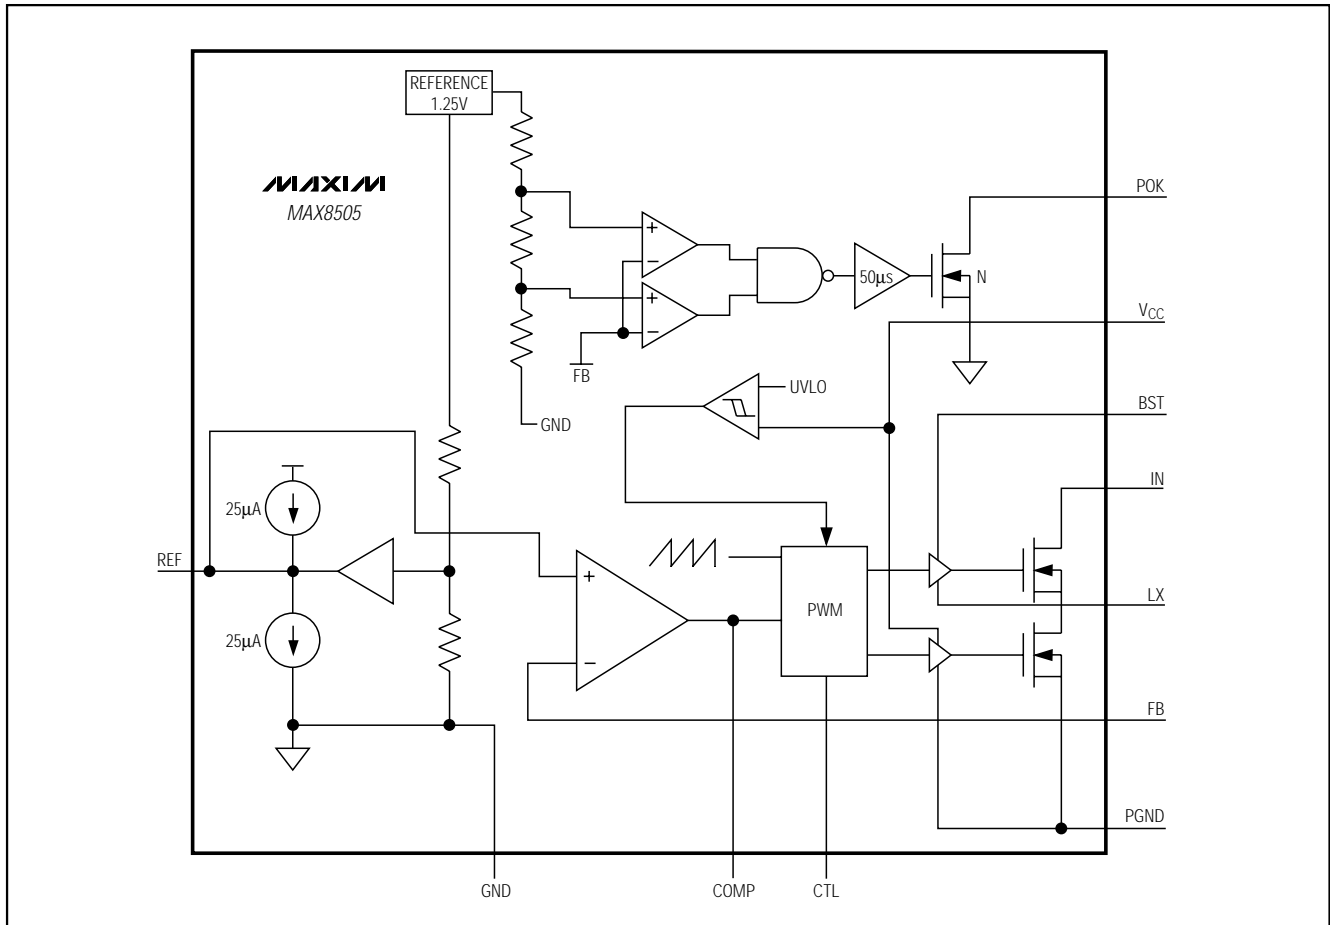 REFERENCE
1.25V
MAXIM
MAX8505
POK
+
−
50μs
N
+
−
VCC
FB
UVLO
BST
GND
IN
25μA
REF
+
PWM
LX
25μA
−
FB
PGND
GND
COMP
CTL